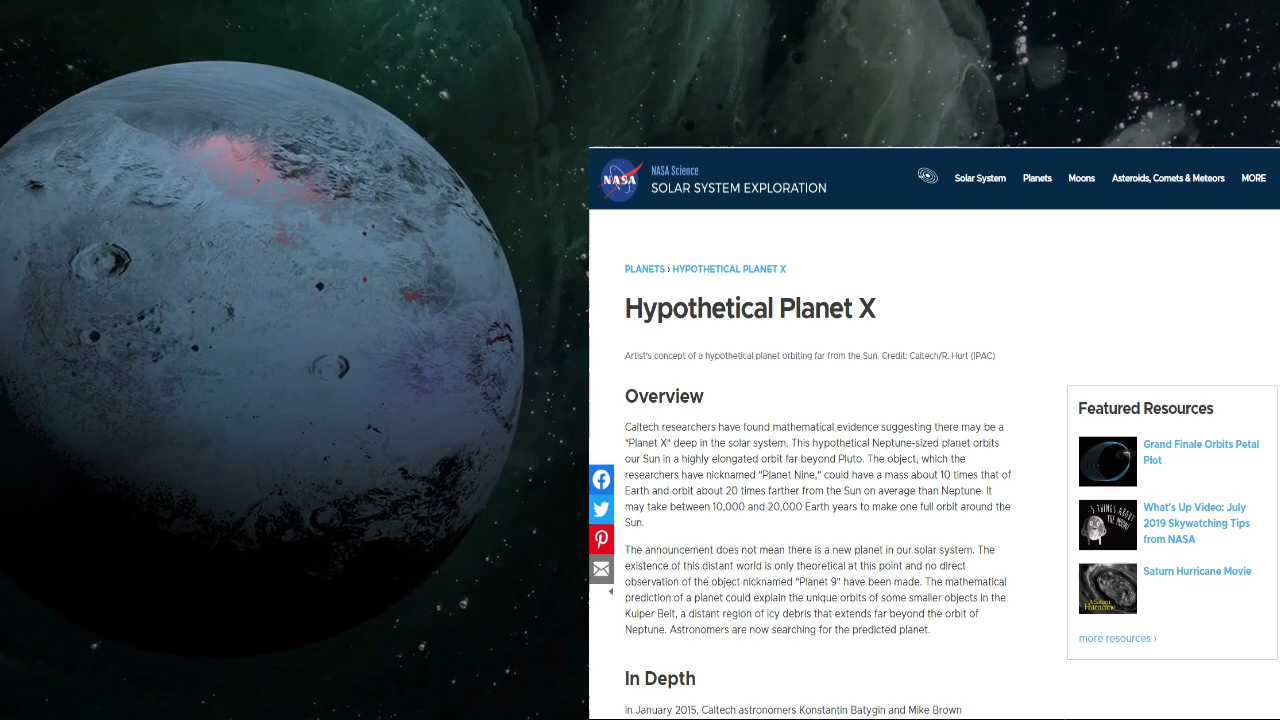 NASA
NASA Science
SOLAR SYSTEM EXPLORATION
Solar System
Planets
Moons
Asteroids, Comets & Meteors
MORE
PLANETS › HYPOTHETICAL PLANET X
Hypothetical Planet X
Artist's concept of a hypothetical planet orbiting far from the Sun. Credit: Caltech/R. Hurt (IPAC)
Overview
Caltech researchers have found mathematical evidence suggesting there may be a
"Planet X" deep in the solar system. This hypothetical Neptune-sized planet orbits
our Sun in a highly elongated orbit far beyond Pluto. The object, which the
researchers have nicknamed "Planet Nine," could have a mass about 10 times that of
Earth and orbit about 20 times farther from the Sun on average than Neptune. It
may take between 10,000 and 20,000 Earth years to make one full orbit around the
Sun.
The announcement does not mean there is a new planet in our solar system. The
existence of this distant world is only theoretical at this point and no direct
observation of the object nicknamed "Planet 9" have been made. The mathematical
prediction of a planet could explain the unique orbits of some smaller objects in the
Kuiper Belt, a distant region of icy debris that extends far beyond the orbit of
Neptune. Astronomers are now searching for the predicted planet.
In Depth
In January 2015, Caltech astronomers Konstantin Batygin and Mike Brown
Featured Resources
Grand Finale Orbits Petal
Plot
5 THINGS ABOUT
THE MOON!
What's Up Video: July
2019 Skywatching Tips
from NASA
A Saturn
Hurricane
Saturn Hurricane Movie
more resources ›